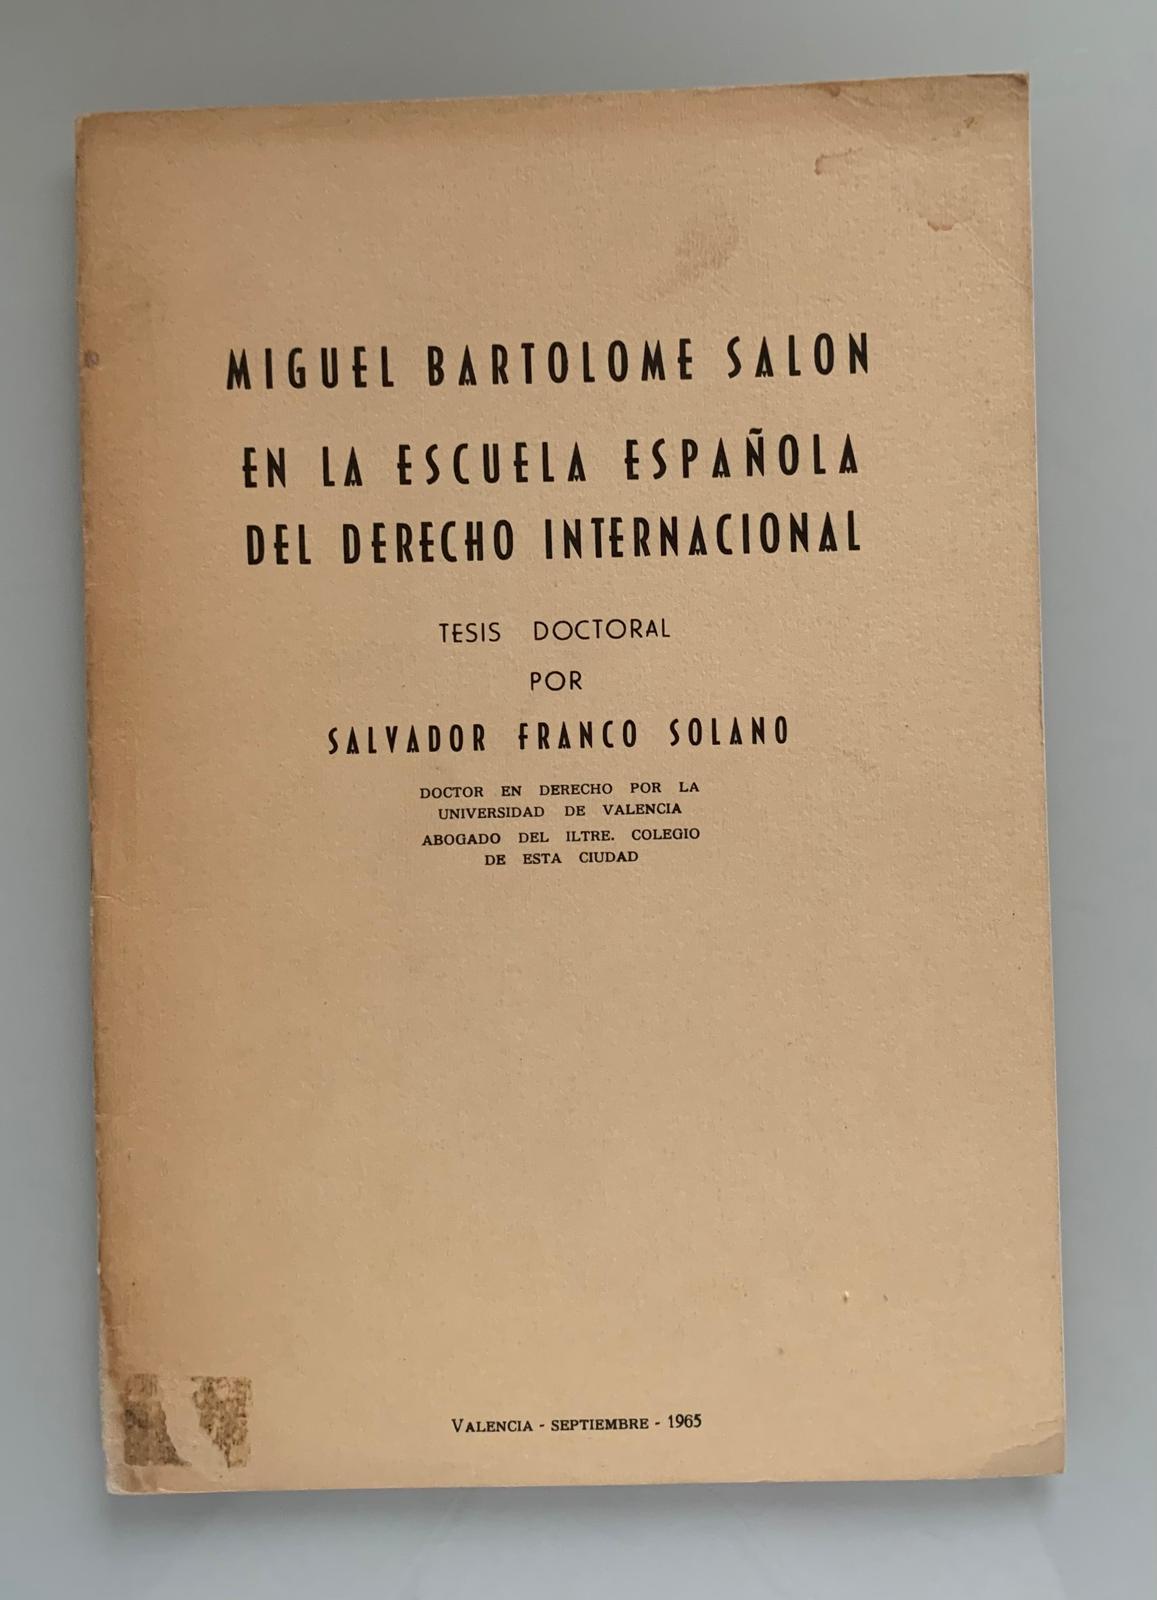 MIGUEL BARTOLOME SALON
EN LA ESCUELA ESPAÑOLA
DEL DERECHO INTERNACIONAL
TESIS DOCTORAL
POR
SALVADOR FRANCO SOLANO
DOCTOR EN DERECHO POR LA
UNIVERSIDAD DE VALENCIA
ABOGADO DEL ILTRE. COLEGIO
DE ESTA CIUDAD
VALENCIA - SEPTIEMBRE - 1965